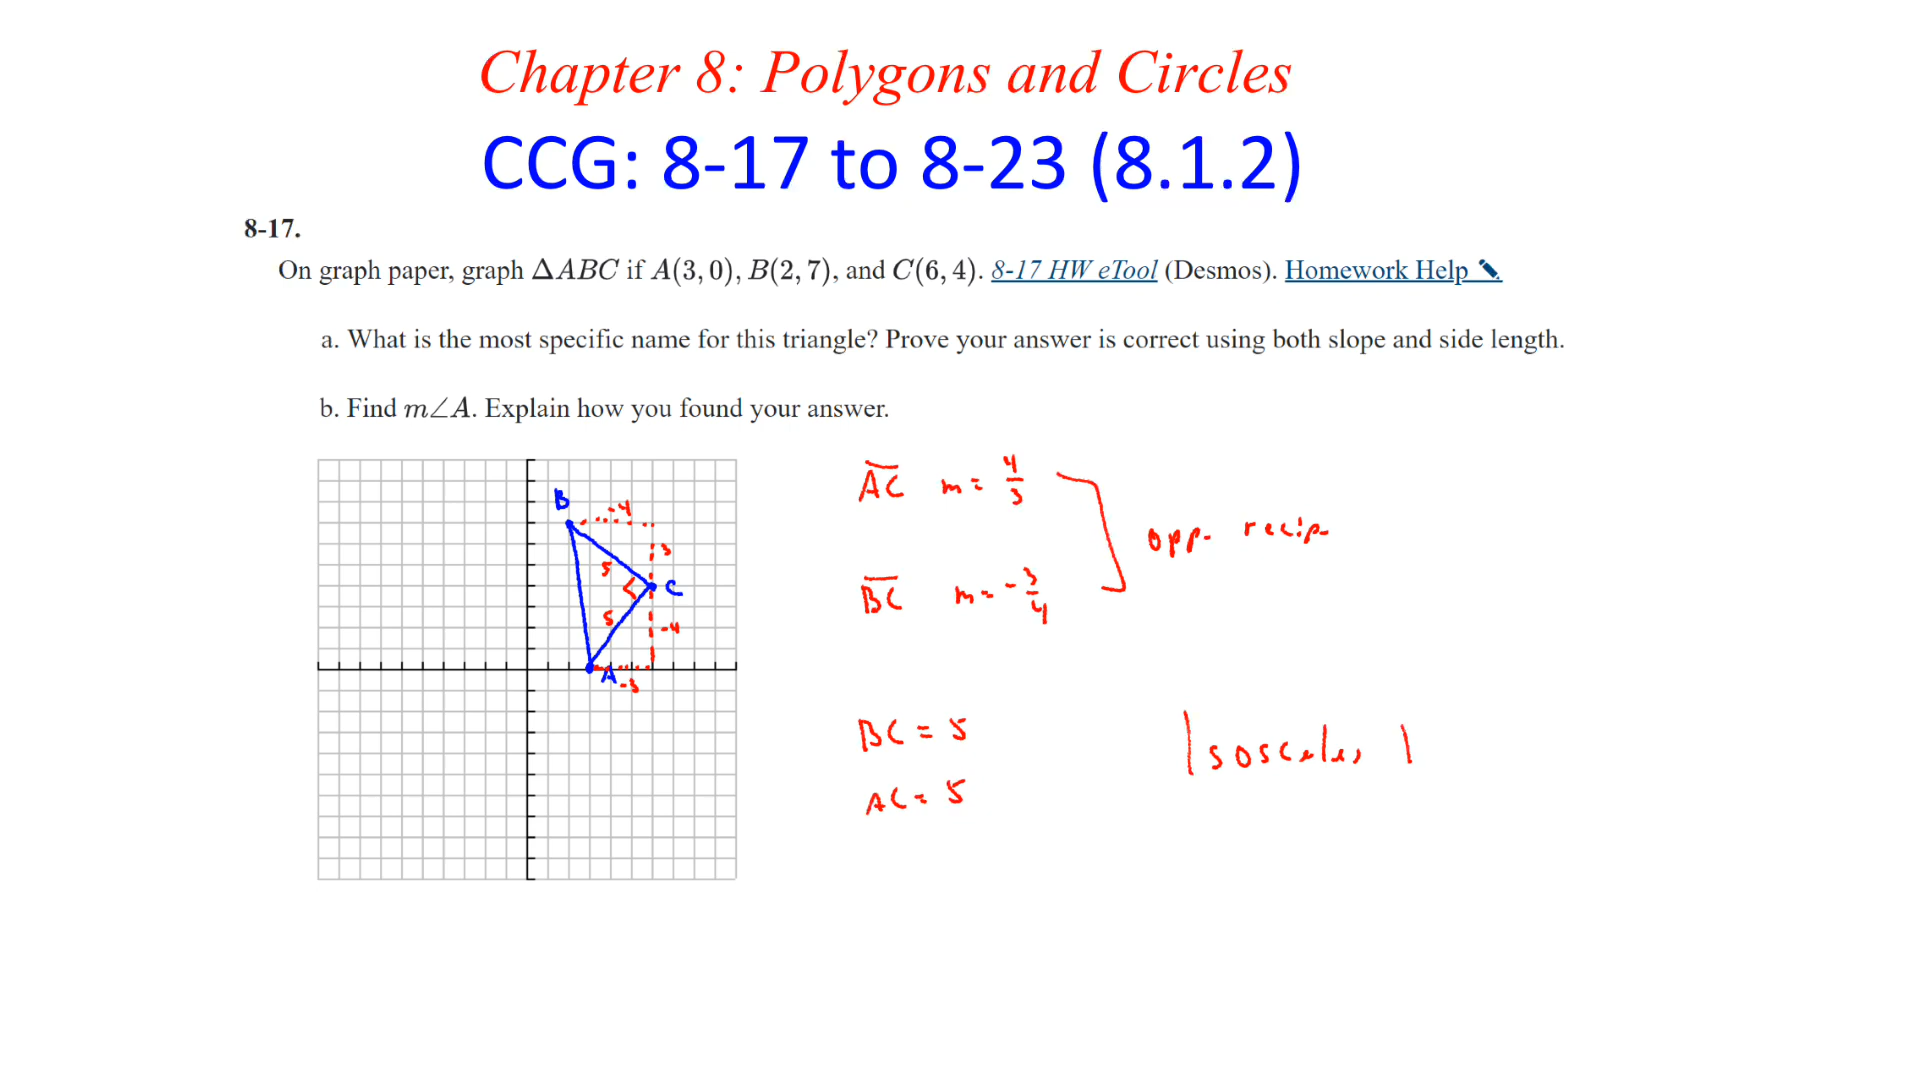 Chapter 8: Polygons and Circles
CCG: 8-17 to 8-23 (8.1.2)
8-17.
On graph paper, graph ΔABC if A(3, 0), B(2, 7), and C(6, 4). 8-17 HW eTool (Desmos). Homework Help
a. What is the most specific name for this triangle? Prove your answer is correct using both slope and side length.
b. Find m∠A. Explain how you found your answer.
B
-4
3
5
C
5
-4
A
-3
A̅C̅ m = 4/3
opp. recip.
B̅C̅ m = -3/4
BC = 5
Isosceles
AC = 5